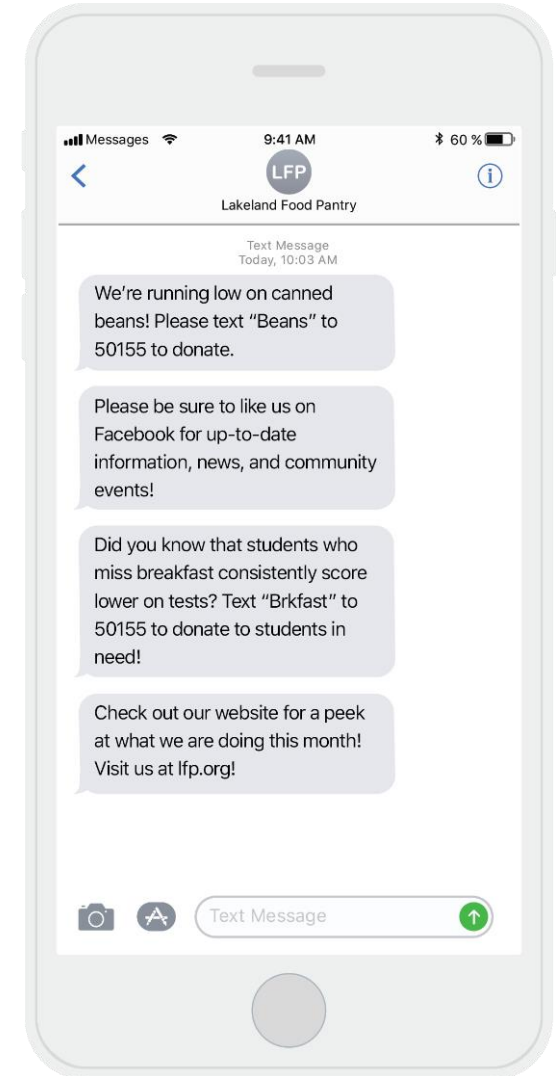 Messages 9:41 AM 60 %
LFP
Lakeland Food Pantry
Text Message
Today, 10:03 AM
We’re running low on canned
beans! Please text “Beans” to
50155 to donate.
Please be sure to like us on
Facebook for up-to-date
information, news, and community
events!
Did you know that students who
miss breakfast consistently score
lower on tests? Text “Brkfast” to
50155 to donate to students in
need!
Check out our website for a peek
at what we are doing this month!
Visit us at lfp.org!
Text Message